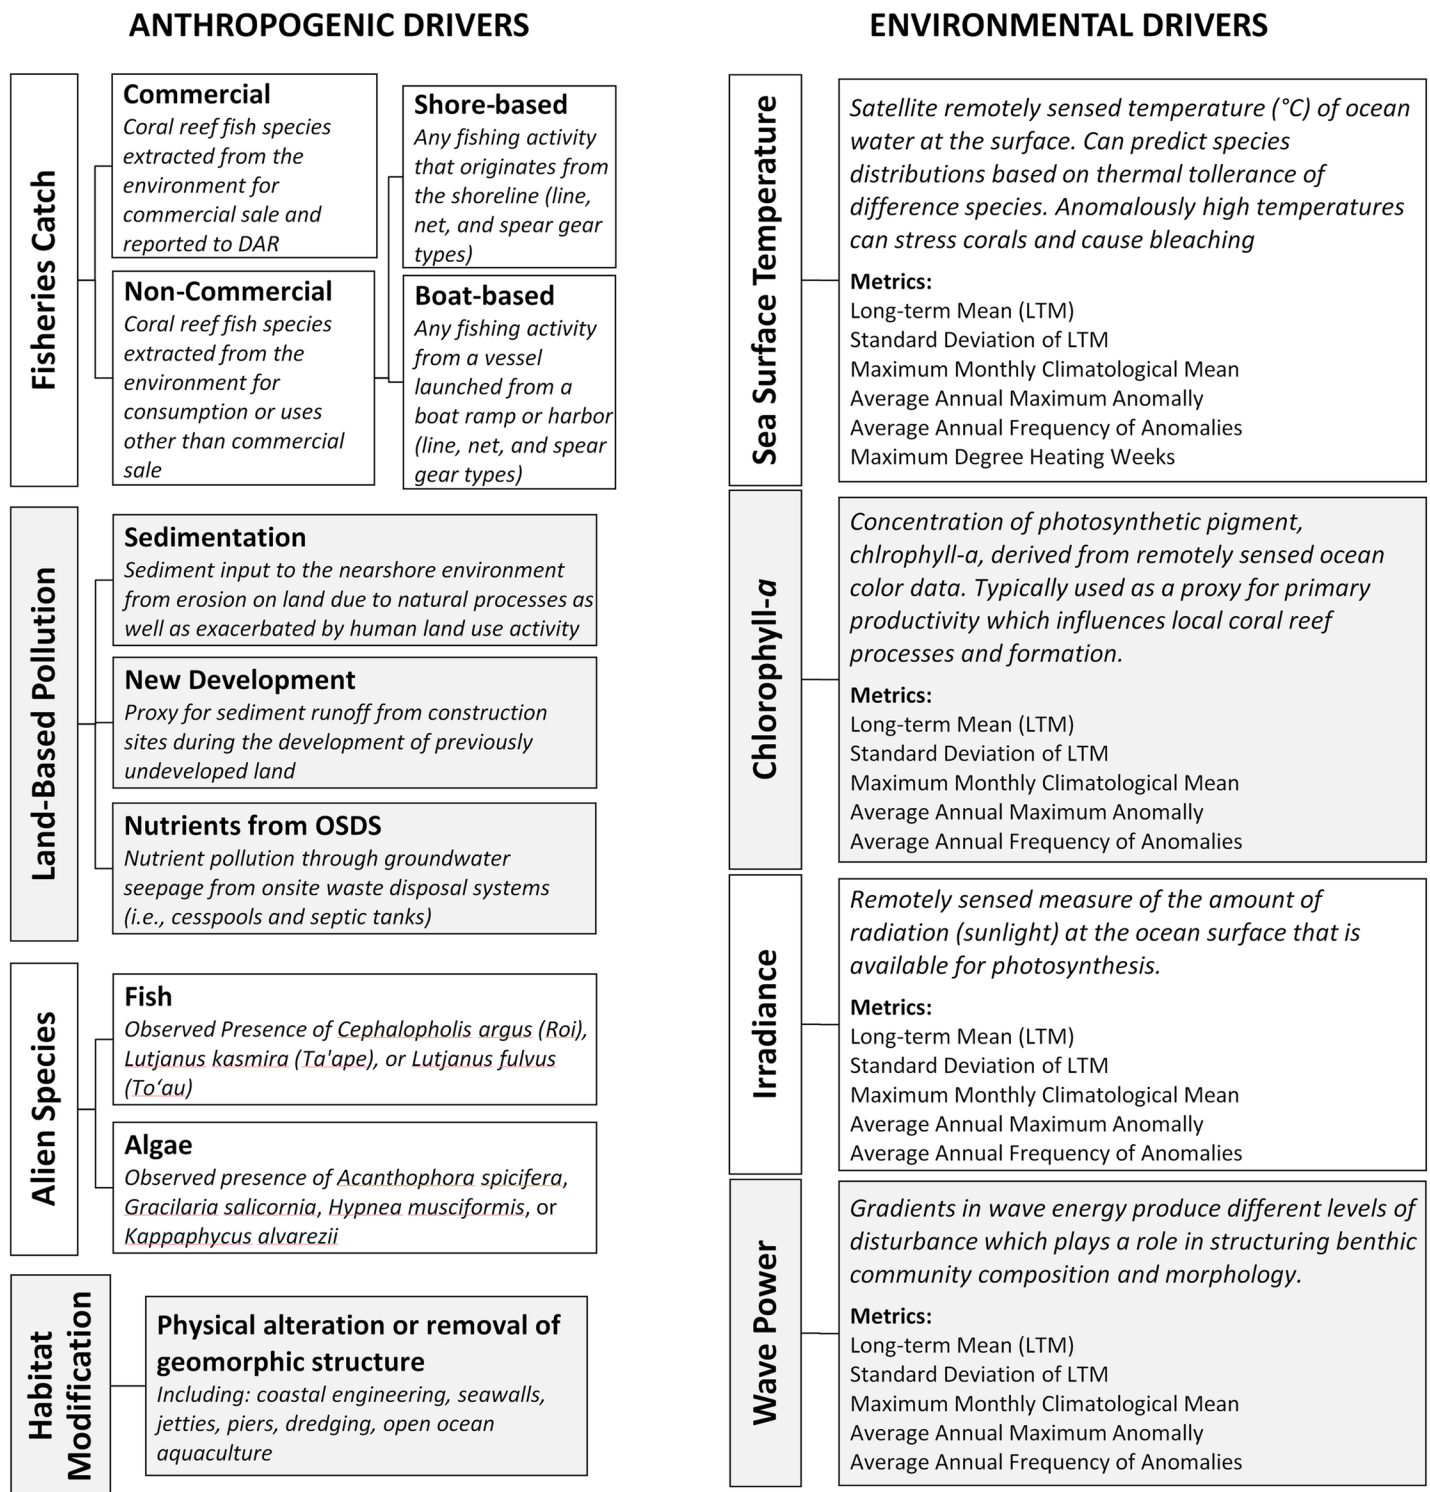 ANTHROPOGENIC DRIVERS
Fisheries Catch
Commercial
Coral reef fish species
extracted from the
environment for
commercial sale and
reported to DAR
Non-Commercial
Coral reef fish species
extracted from the
environment for
consumption or uses
other than commercial
sale
Shore-based
Any fishing activity
that originates from
the shoreline (line,
net, and spear gear
types)
Boat-based
Any fishing activity
from a vessel
launched from a
boat ramp or harbor
(line, net, and spear
gear types)
Land-Based Pollution
Sedimentation
Sediment input to the nearshore environment
from erosion on land due to natural processes as
well as exacerbated by human land use activity
New Development
Proxy for sediment runoff from construction
sites during the development of previously
undeveloped land
Nutrients from OSDS
Nutrient pollution through groundwater
seepage from onsite waste disposal systems
(i.e., cesspools and septic tanks)
Alien Species
Fish
Observed Presence of Cephalopholis argus (Roi),
Lutjanus kasmira (Ta'ape), or Lutjanus fulvus
(To‘au)
Algae
Observed presence of Acanthophora spicifera,
Gracilaria salicornia, Hypnea musciformis, or
Kappaphycus alvarezii
Habitat
Modification
Physical alteration or removal of
geomorphic structure
Including: coastal engineering, seawalls,
jetties, piers, dredging, open ocean
aquaculture
ENVIRONMENTAL DRIVERS
Sea Surface Temperature
Satellite remotely sensed temperature (°C) of ocean
water at the surface. Can predict species
distributions based on thermal tollerance of
difference species. Anomalously high temperatures
can stress corals and cause bleaching
Metrics:
Long-term Mean (LTM)
Standard Deviation of LTM
Maximum Monthly Climatological Mean
Average Annual Maximum Anomally
Average Annual Frequency of Anomalies
Maximum Degree Heating Weeks
Chlorophyll-a
Concentration of photosynthetic pigment,
chlrophyll-a, derived from remotely sensed ocean
color data. Typically used as a proxy for primary
productivity which influences local coral reef
processes and formation.
Metrics:
Long-term Mean (LTM)
Standard Deviation of LTM
Maximum Monthly Climatological Mean
Average Annual Maximum Anomally
Average Annual Frequency of Anomalies
Irradiance
Remotely sensed measure of the amount of
radiation (sunlight) at the ocean surface that is
available for photosynthesis.
Metrics:
Long-term Mean (LTM)
Standard Deviation of LTM
Maximum Monthly Climatological Mean
Average Annual Maximum Anomally
Average Annual Frequency of Anomalies
Wave Power
Gradients in wave energy produce different levels of
disturbance which plays a role in structuring benthic
community composition and morphology.
Metrics:
Long-term Mean (LTM)
Standard Deviation of LTM
Maximum Monthly Climatological Mean
Average Annual Maximum Anomally
Average Annual Frequency of Anomalies